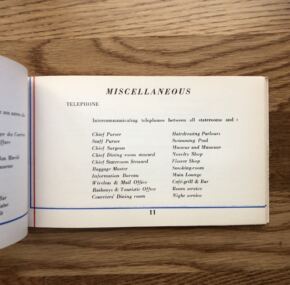 MISCELLANEOUS
TELEPHONE
Intercommunicating telephones between all staterooms and
Chief Purser
Staff Purser
Chief Surgeon
Chief Dining room steward
Chief Stateroom Steward
Baggage Master
Information Bureau
Wireless & Mail Office
Railways & Touristic Office
Couriers' Dining room
Hairdressing Parlours
Swimming Pool
Masseur and Masseuse
Novelty Shop
Flower Shop
Smoking-room
Main Lounge
Café-grill & Bar
Room service
Night service
11